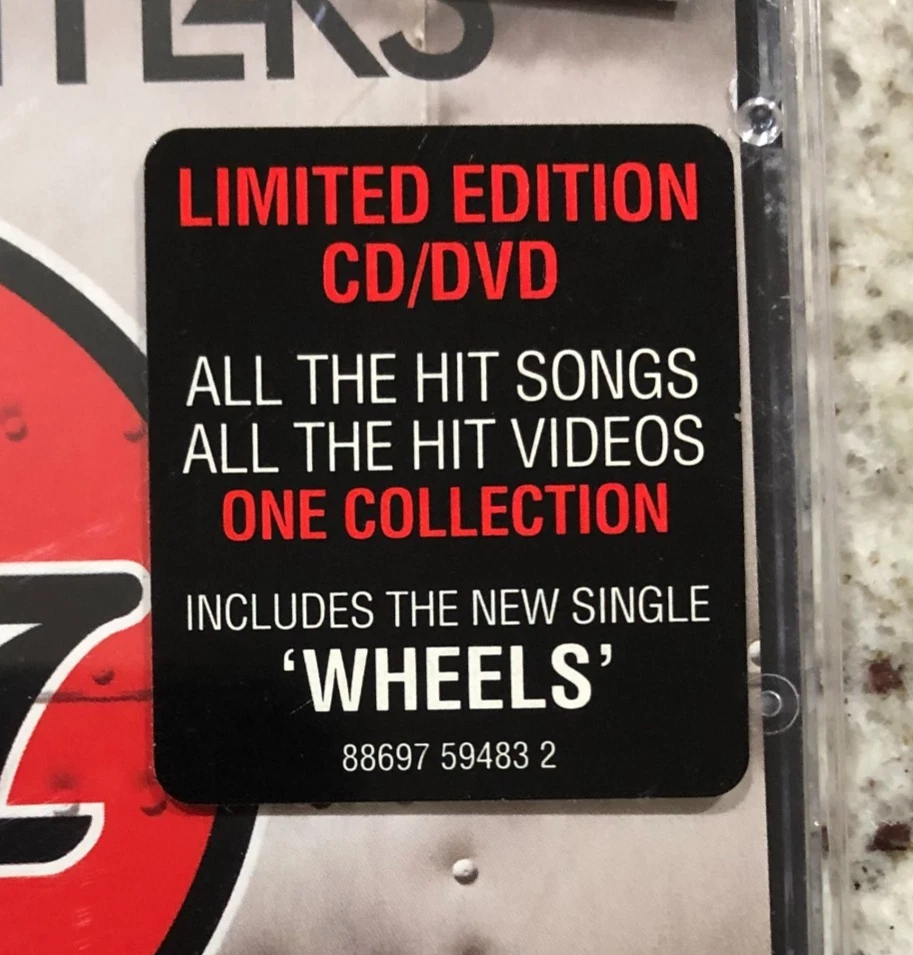 LIMITED EDITION
CD/DVD
ALL THE HIT SONGS
ALL THE HIT VIDEOS
ONE COLLECTION
INCLUDES THE NEW SINGLE
‘WHEELS’
88697 59483 2